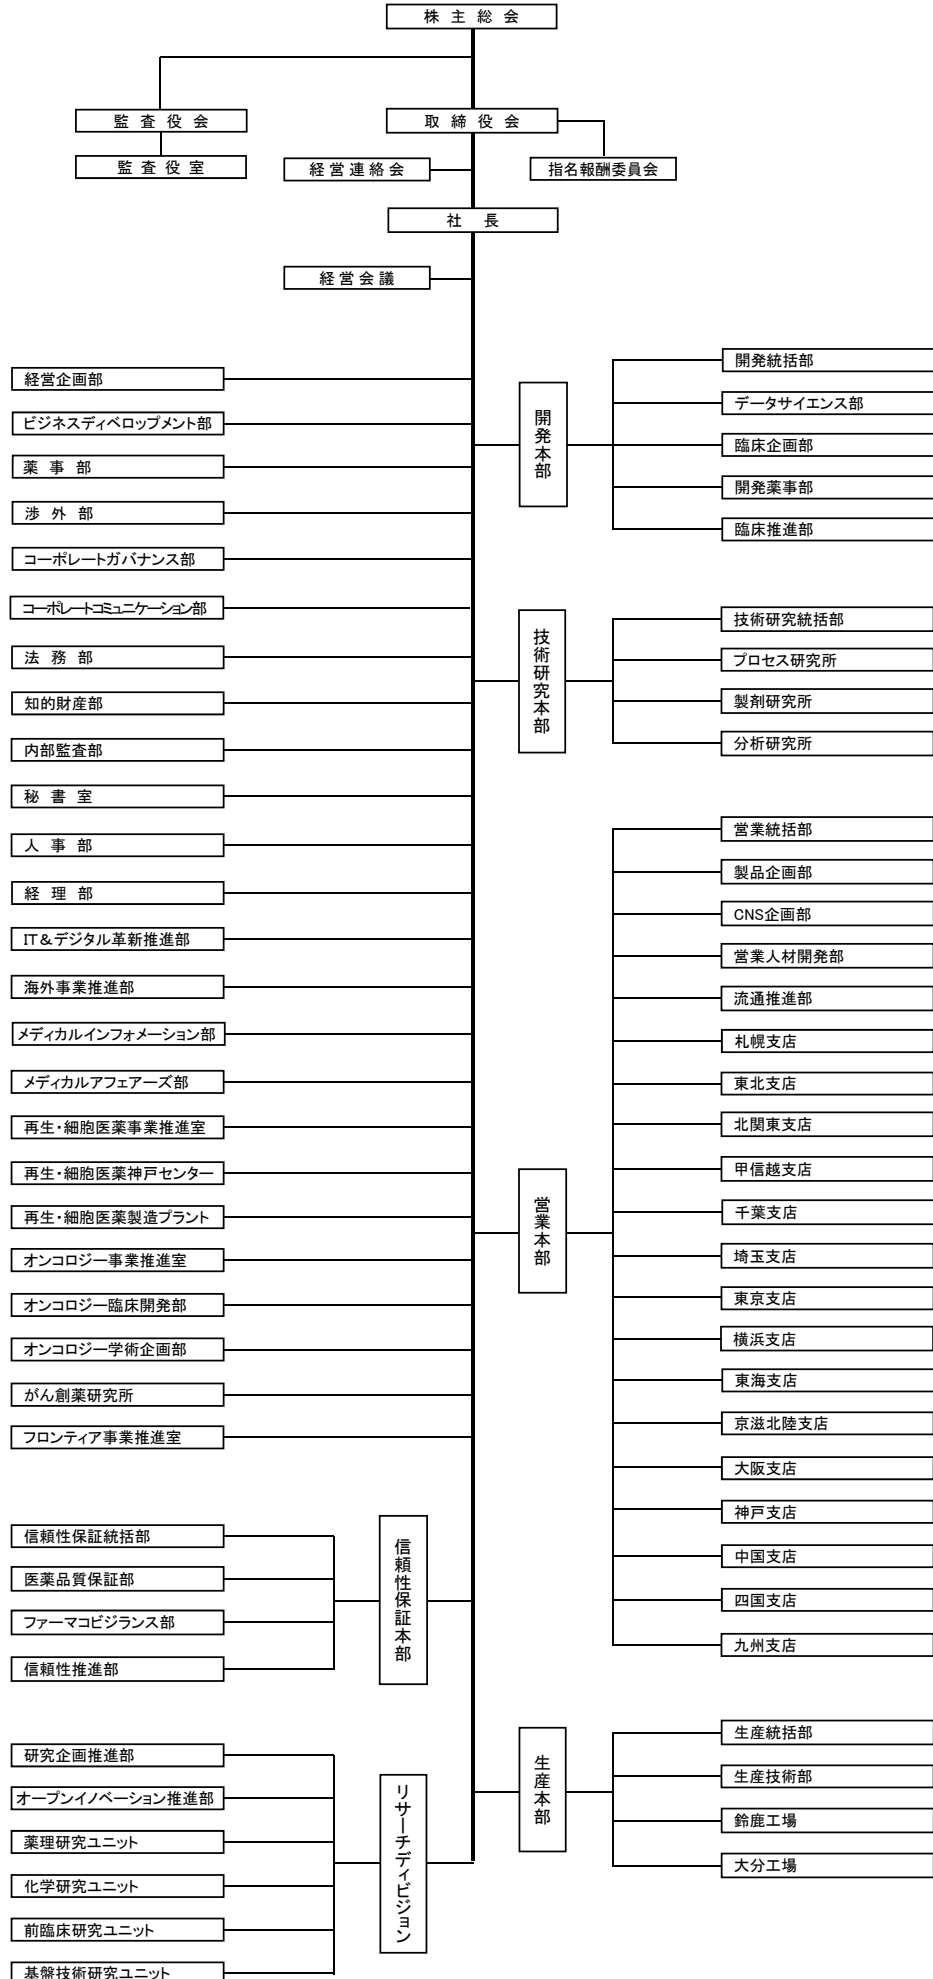 株 主 総 会
監 査 役 会
取 締 役 会
監 査 役 室
経 営 連 絡 会
指名報酬委員会
社 長
経 営 会 議
経営企画部
ビジネスディベロップメント部
薬 事 部
渉 外 部
コーポレートガバナンス部
コーポレートコミュニケーション部
法 務 部
知的財産部
内部監査部
秘 書 室
人 事 部
経 理 部
IT＆デジタル革新推進部
海外事業推進部
メディカルインフォメーション部
メディカルアフェアーズ部
再生・細胞医薬事業推進室
再生・細胞医薬神戸センター
再生・細胞医薬製造プラント
オンコロジー事業推進室
オンコロジー臨床開発部
オンコロジー学術企画部
がん創薬研究所
フロンティア事業推進室
信頼性保証本部
信頼性保証統括部
医薬品質保証部
ファーマコビジランス部
信頼性推進部
リサーチディビジョン
研究企画推進部
オープンイノベーション推進部
薬理研究ユニット
化学研究ユニット
前臨床研究ユニット
基盤技術研究ユニット
開発本部
開発統括部
データサイエンス部
臨床企画部
開発薬事部
臨床推進部
技術研究本部
技術研究統括部
プロセス研究所
製剤研究所
分析研究所
営業本部
営業統括部
製品企画部
CNS企画部
営業人材開発部
流通推進部
札幌支店
東北支店
北関東支店
甲信越支店
千葉支店
埼玉支店
東京支店
横浜支店
東海支店
京滋北陸支店
大阪支店
神戸支店
中国支店
四国支店
九州支店
生産本部
生産統括部
生産技術部
鈴鹿工場
大分工場